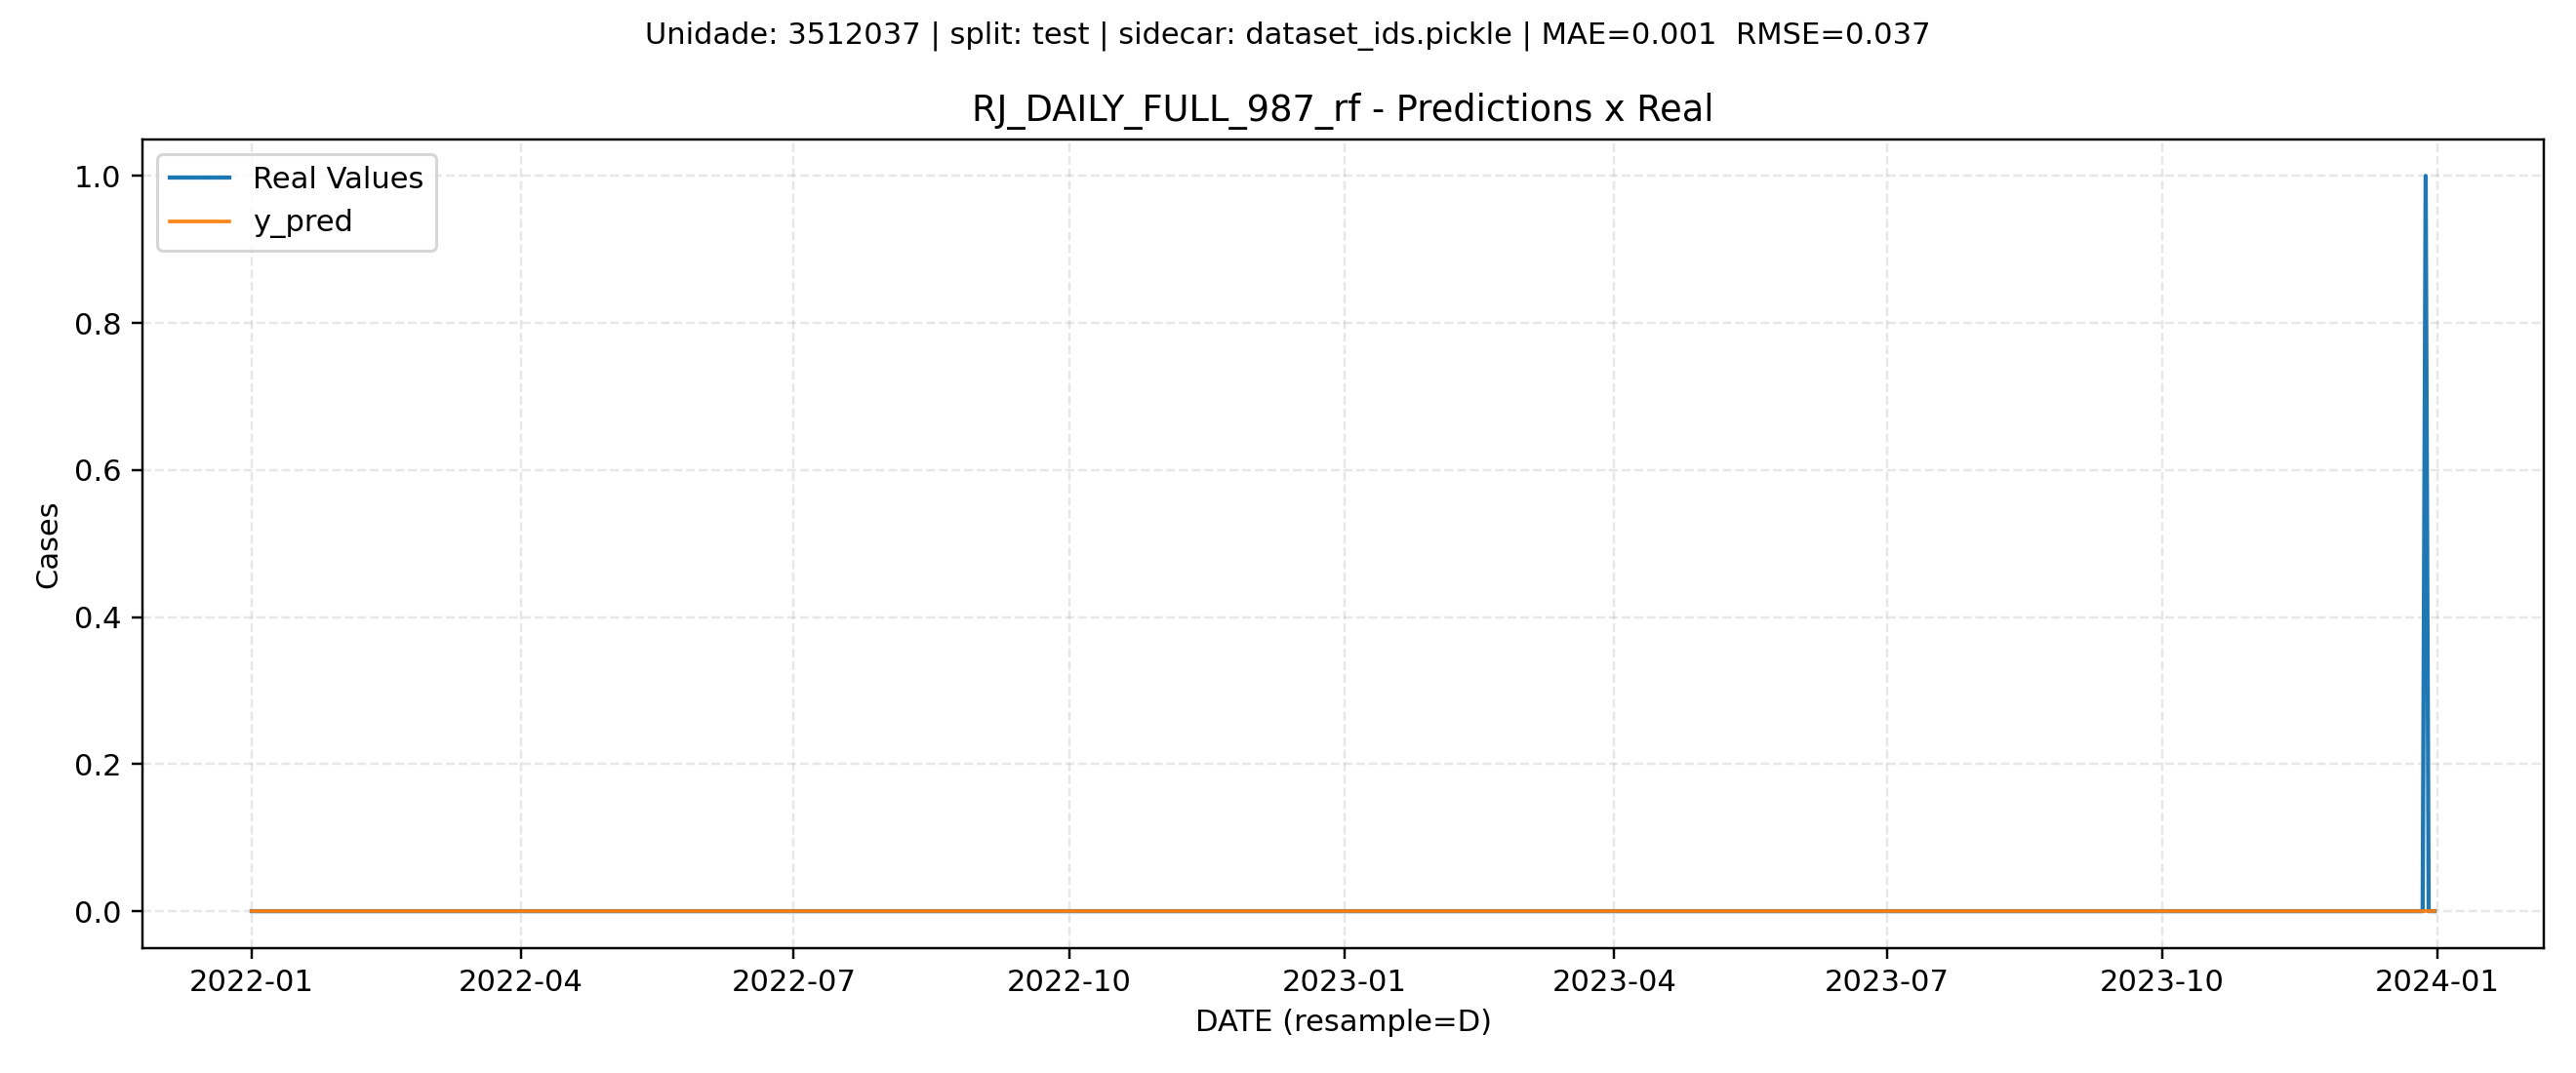 Unidade: 3512037 | split: test | sidecar: dataset_ids.pickle | MAE=0.001  RMSE=0.037
RJ_DAILY_FULL_987_rf - Predictions x Real
Real Values
y_pred
1.0
0.8
0.6
0.4
0.2
0.0
Cases
2022-01 2022-04 2022-07 2022-10 2023-01 2023-04 2023-07 2023-10 2024-01
DATE (resample=D)